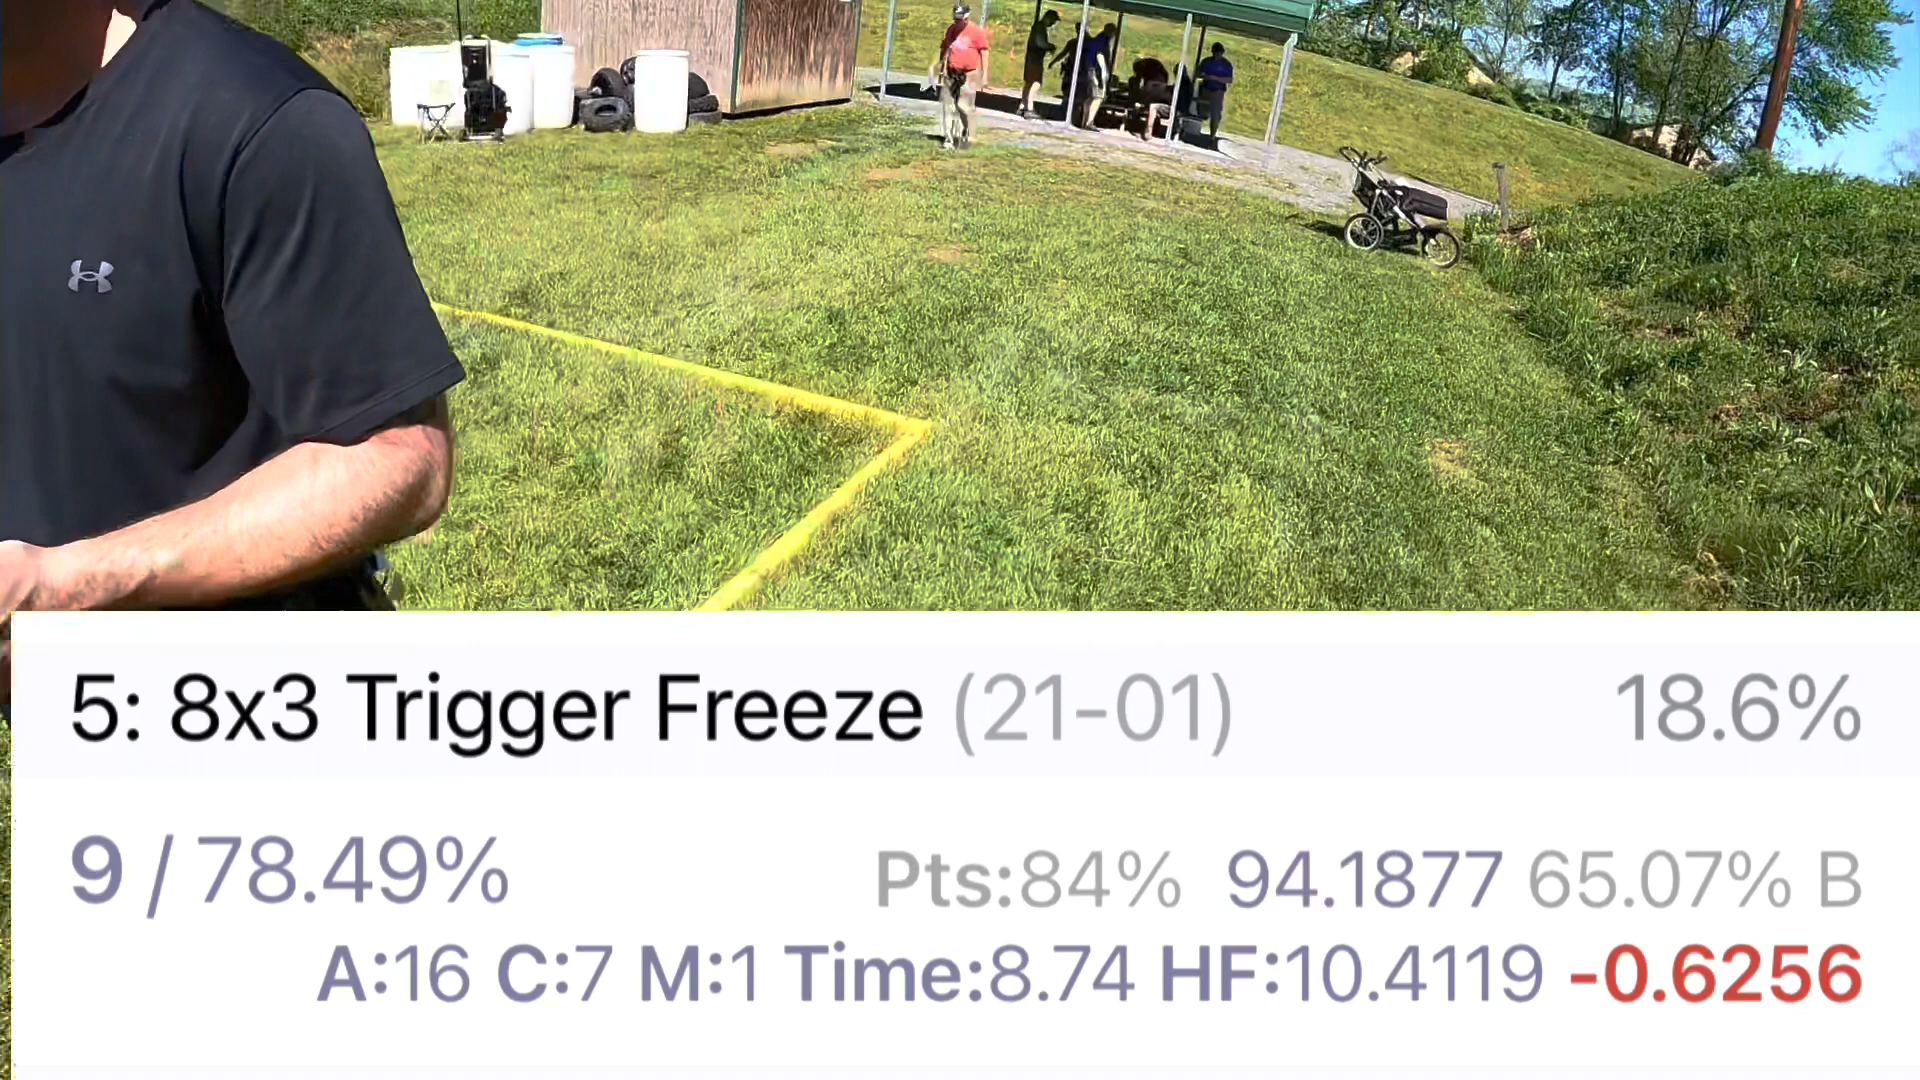 5: 8x3 Trigger Freeze (21-01) 18.6%
9 / 78.49% Pts:84% 94.1877 65.07% B
A:16 C:7 M:1 Time:8.74 HF:10.4119 -0.6256